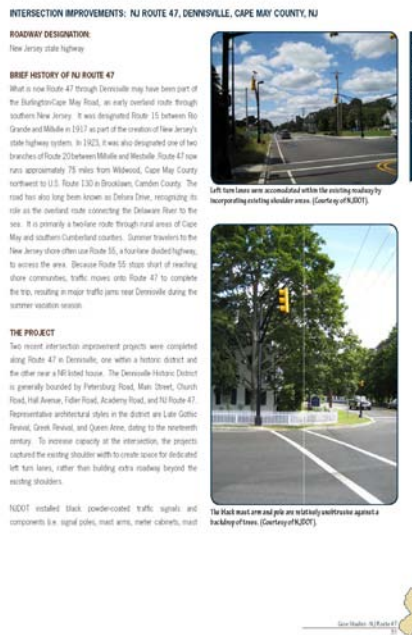 INTERSECTION IMPROVEMENTS: NJ ROUTE 47, DENNISVILLE, CAPE MAY COUNTY, NJ
ROADWAY DESIGNATION:
New Jersey state highway
BRIEF HISTORY OF NJ ROUTE 47
What is now Route 47 through Dennisville may have been part of
the Burlington-Cape May Road, an early overland route through
southern New Jersey. It was designated Route 15 between Rio
Grande and Millville in 1917 as part of the creation of New Jersey's
state highway system. In 1923, it was also designated one of two
branches of Route 20 between Millville and Westville. Route 47 now
runs approximately 75 miles from Wildwood, Cape May County
northwest to U.S. Route 130 in Brooklawn, Camden County. The
road has also long been known as Delsea Drive, recognizing its
role as the overland route connecting the Delaware River to the
sea. It is primarily a two-lane route through rural areas of Cape
May and southern Cumberland counties. Summer travelers to the
New Jersey shore often use Route 55, a four-lane divided highway,
to access the area. Because Route 55 stops short of reaching
shore communities, traffic moves onto Route 47 to complete
the trip, resulting in major traffic jams near Dennisville during the
summer vacation season.
THE PROJECT
Two recent intersection improvement projects were completed
along Route 47 in Dennisville, one within a historic district and
the other near a NR listed house. The Dennisville Historic District
is generally bounded by Petersburg Road, Main Street, Church
Road, Hall Avenue, Fidler Road, Academy Road, and NJ Route 47.
Representative architectural styles in the district are Late Gothic
Revival, Greek Revival, and Queen Anne, dating to the nineteenth
century. To increase capacity at the intersection, the projects
captured the existing shoulder width to create space for dedicated
left turn lanes, rather than building extra roadway beyond the
existing shoulders.
NJDOT installed black powder-coated traffic signals and
components (i.e. signal poles, mast arms, meter cabinets, mast
Left turn lanes were accomodated within the existing roadway by
incorporating existing shoulder areas. (Courtesy of NJDOT).
The black mast arm and pole are relatively unobtrusive against a
backdrop of trees. (Courtesy of NJDOT).
Case Studies: NJ Route 47